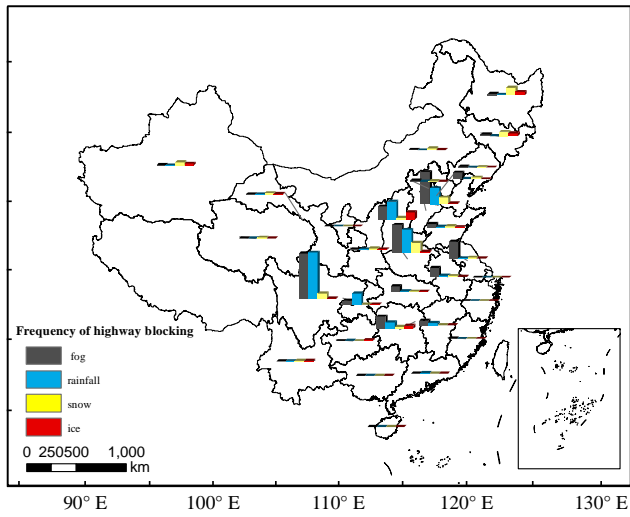 Frequency of highway blocking
fog
rainfall
snow
ice
0 250500 1,000
km
90° E 100° E 110° E 120° E 130° E